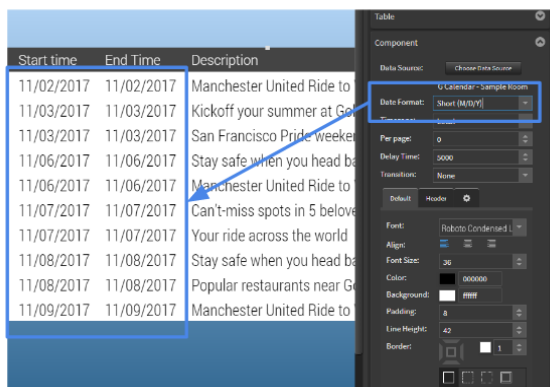 Table
Component
Start time End Time Description
11/02/2017 11/02/2017 Manchester United Ride to
11/03/2017 11/03/2017 Kickoff your summer at
11/03/2017 11/03/2017 San Francisco Pride weeke
11/06/2017 11/06/2017 Stay safe when you head ba
11/06/2017 11/06/2017 Manchester United Ride to
11/07/2017 11/07/2017 Can't-miss spots in 5 belove
11/07/2017 11/07/2017 Your ride across the world
11/08/2017 11/08/2017 Stay safe when you head ba
11/08/2017 11/08/2017 Popular restaurants near
11/09/2017 11/09/2017 Manchester United Ride to
Data Source: Choose Data Source
G Calendar - Sample Room
Date Format: Short (M/D/Y)
Timezone:
Per page: 0
Delay Time: 5000
Transition: None
Default Header
Font: Roboto Condensed L
Align:
Font Size: 36
Color: 000000
Background: ffffff
Padding: 8
Line Height: 42
Border: 1